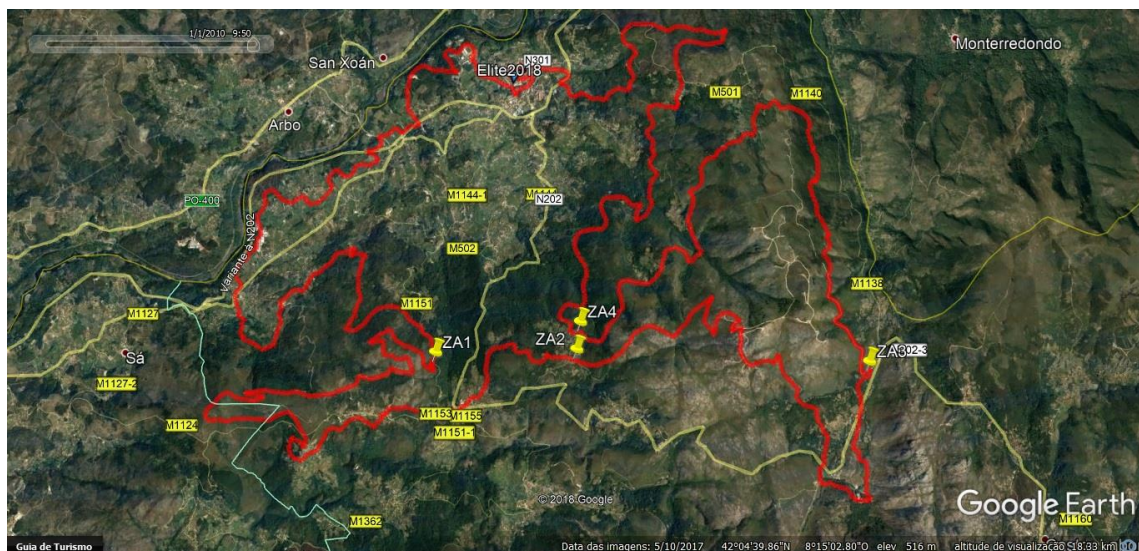 1/1/2010 9:50
Monterredondo
San Xoán
N301
Elite2018
M501
M1140
Arbo
PO-400
M1144-1
N202
Variante á N202
M502
M1138
M1151
M1127
ZA4
ZA1
ZA2
ZA3
Sá
M1127-2
M1153
M1155
M1124
M1151-1
© 2018 Google
Google Earth
M1362
M1160
Guia de Turismo
Data das imagens: 5/10/2017 42°04'39.86"N 8°15'02.80"O elev 516 m altitude de visualização 18.33 km